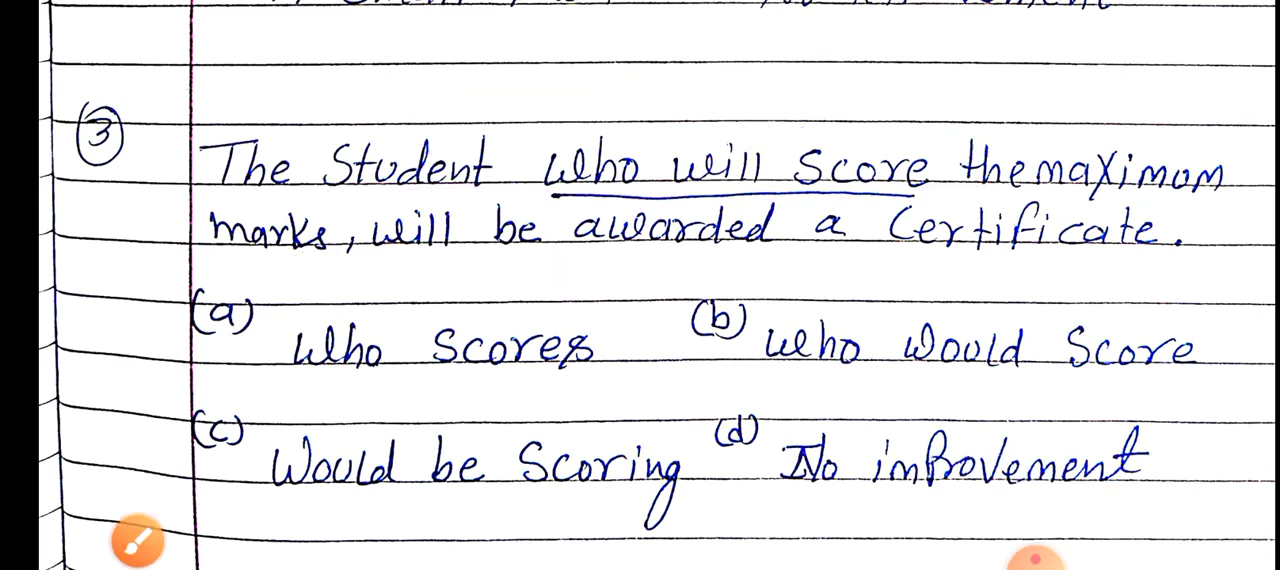 ③
The Student who will score the maximum
marks, will be awarded a Certificate.
(a) who scores (b) who would Score
(c) Would be Scoring (d) No improvement